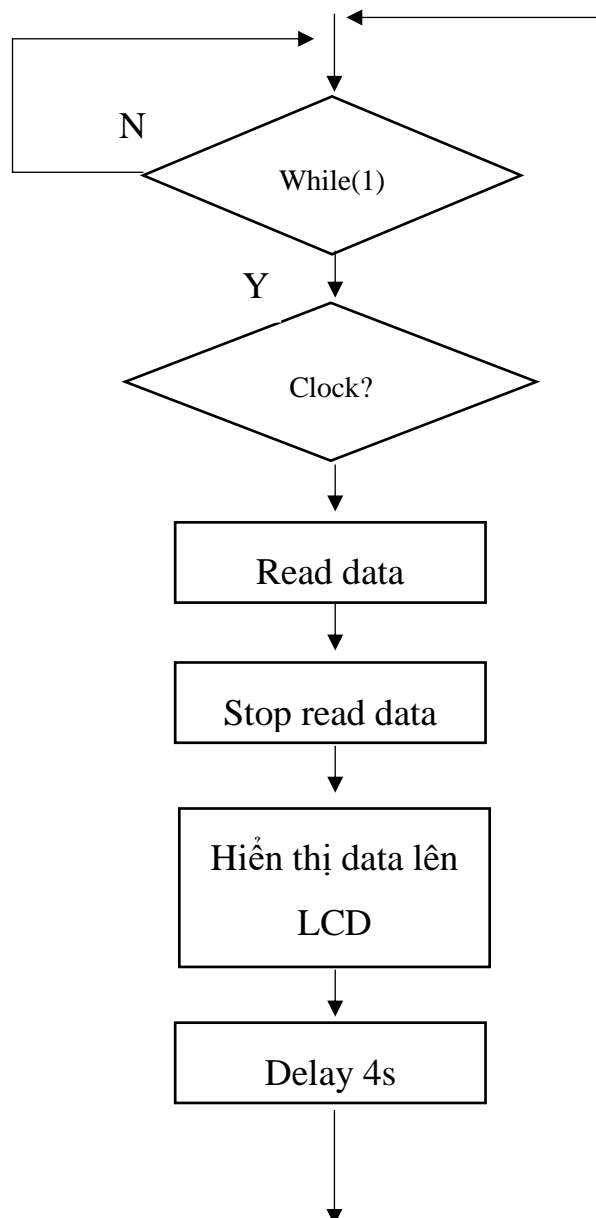 N
While(1)
Y
Clock?
Read data
Stop read data
Hiển thị data lên
LCD
Delay 4s